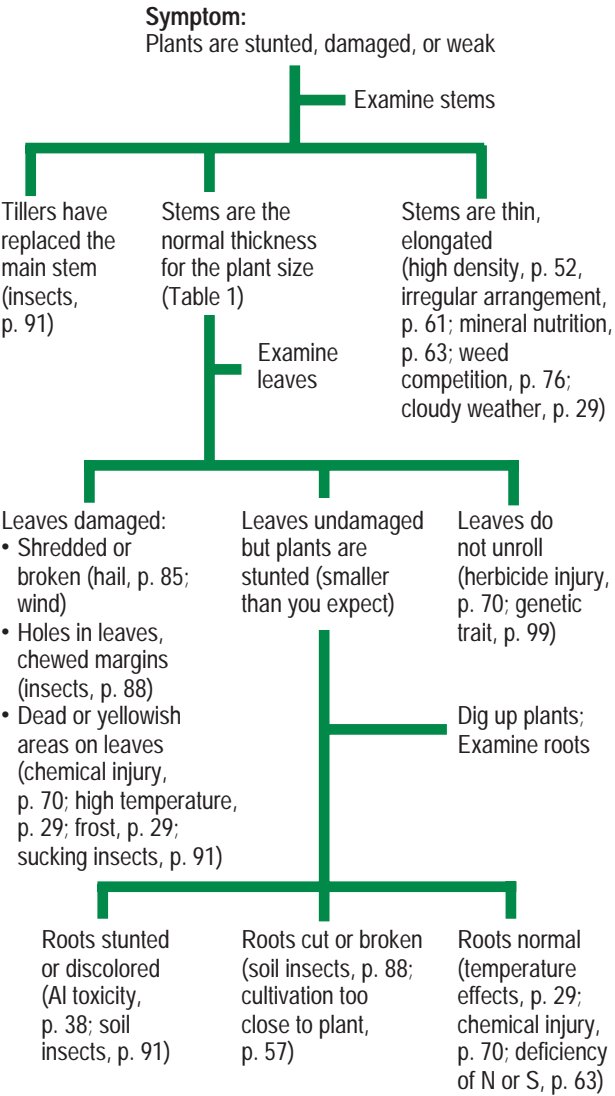 Symptom:
Plants are stunted, damaged, or weak
Examine stems
Tillers have
replaced the
main stem
(insects,
p. 91)
Stems are the
normal thickness
for the plant size
(Table 1)
Stems are thin,
elongated
(high density, p. 52,
irregular arrangement,
p. 61; mineral nutrition,
p. 63; weed
competition, p. 76;
cloudy weather, p. 29)
Examine
leaves
Leaves damaged:
• Shredded or
broken (hail, p. 85;
wind)
• Holes in leaves,
chewed margins
(insects, p. 88)
• Dead or yellowish
areas on leaves
(chemical injury,
p. 70; high temperature,
p. 29; frost, p. 29;
sucking insects, p. 91)
Leaves undamaged
but plants are
stunted (smaller
than you expect)
Leaves do
not unroll
(herbicide injury,
p. 70; genetic
trait, p. 99)
Dig up plants;
Examine roots
Roots stunted
or discolored
(Al toxicity,
p. 38; soil
insects, p. 91)
Roots cut or broken
(soil insects, p. 88;
cultivation too
close to plant,
p. 57)
Roots normal
(temperature
effects, p. 29;
chemical injury,
p. 70; deficiency
of N or S, p. 63)